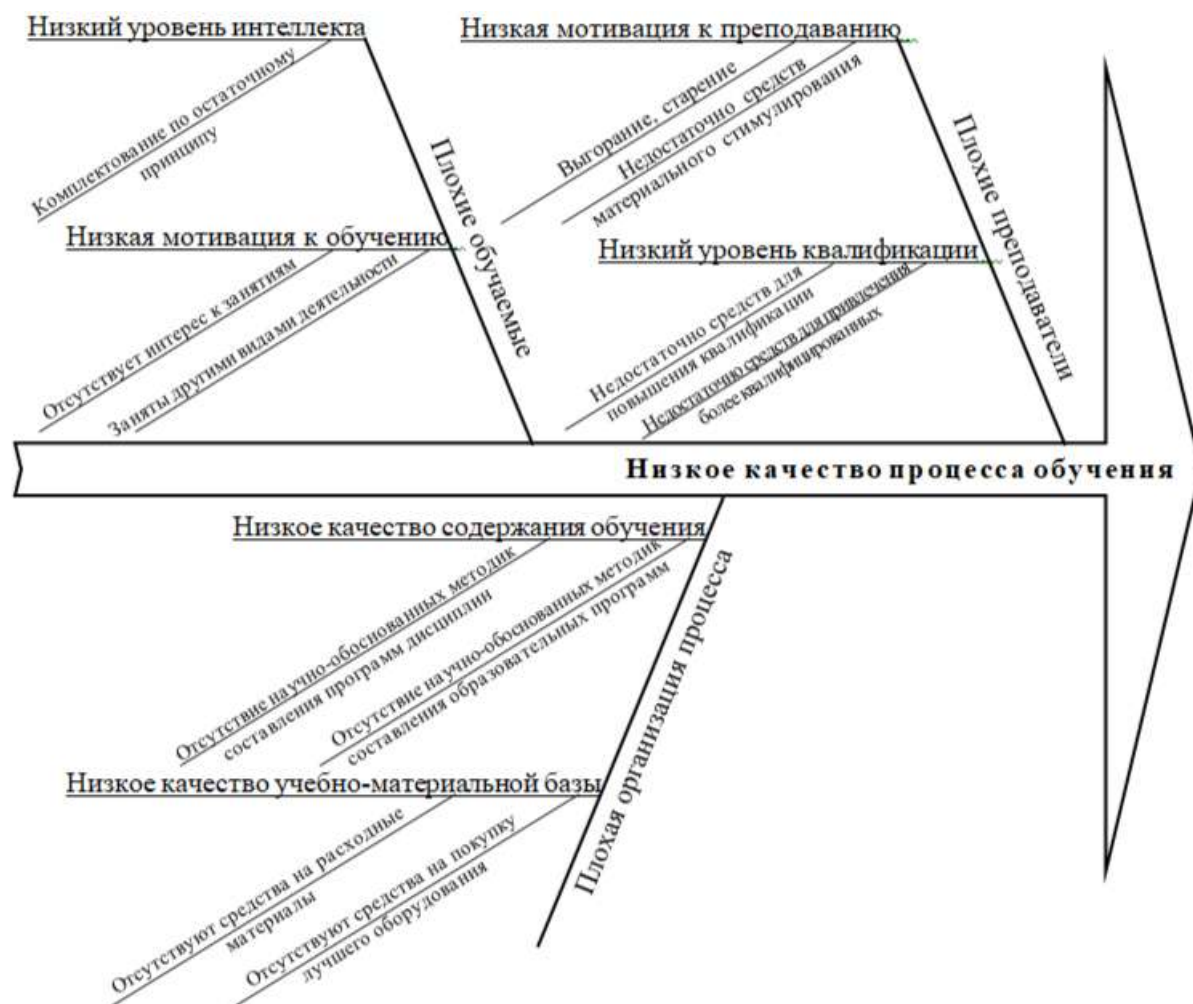 Низкий уровень интеллекта
Комплектование по остаточному
принципу
Низкая мотивация к обучению
Отсутствует интерес к занятиям
Заняты другими видами деятельности
Плохие обучаемые
Низкая мотивация к преподаванию
Выгорание, старение
Недостаточно средств
материального стимулирования
Низкий уровень квалификации
Недостаточно средств для
повышения квалификации
Недостаточно средств для привлечения
более квалифицированных
Плохие преподаватели
Низкое качество процесса обучения
Низкое качество содержания обучения
Отсутствие научно-обоснованных методик
составления программ дисциплии
Отсутствие научно-обоснованных методик
составления образовательных программ
Низкое качество учебно-материальной базы
Отсутствуют средства на расходные
материалы
Отсутствуют средства на покупку
лучшего оборудования
Плохая организация процесса